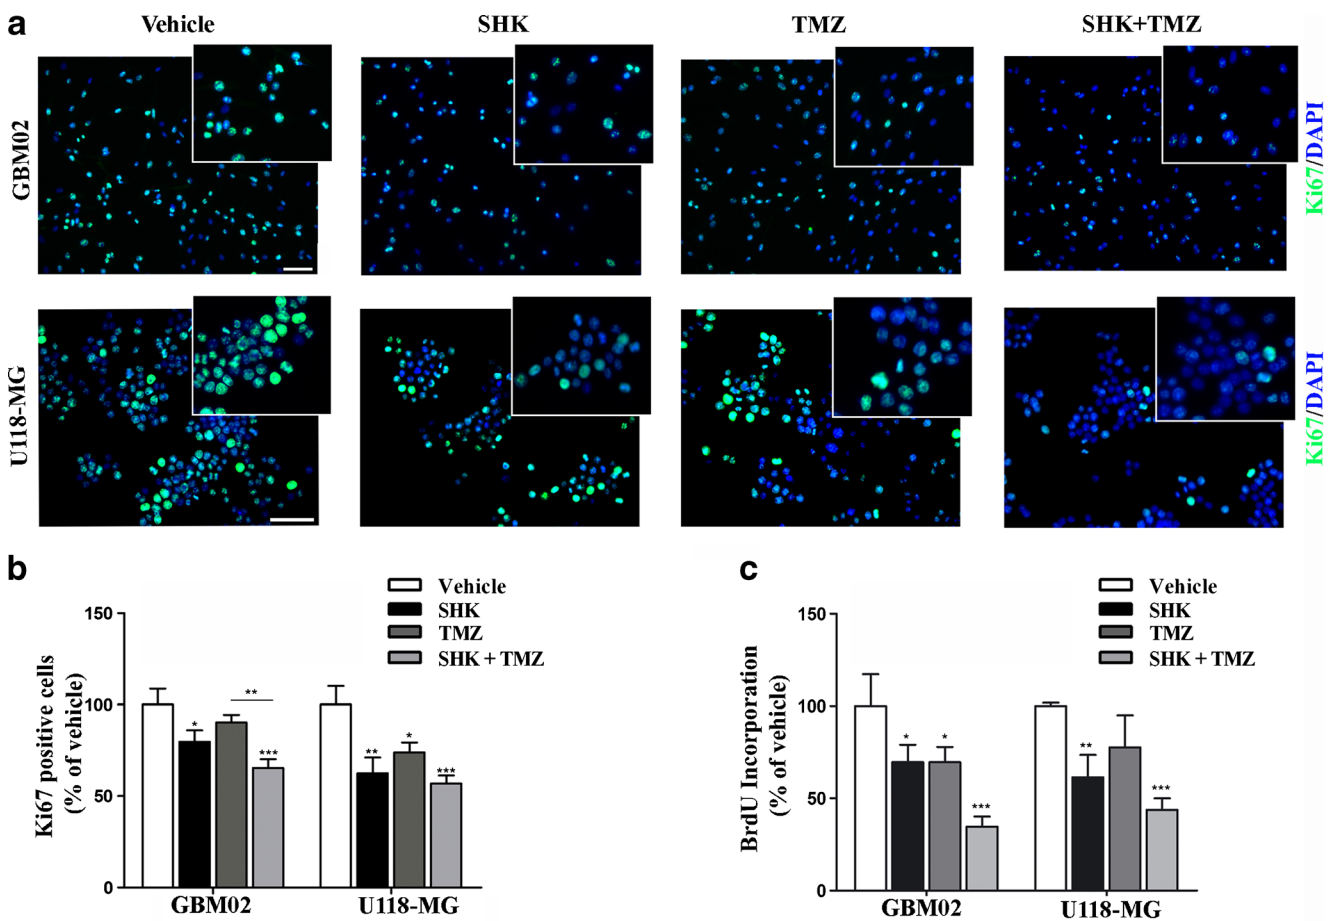 a
Vehicle SHK TMZ SHK+TMZ
GBM02
Ki67/DAPI
U118-MG
Ki67/DAPI
b
Vehicle
SHK
TMZ
SHK + TMZ
Ki67 positive cells
(% of vehicle)
150
100
50
0
*
**
***
**
*
***
GBM02 U118-MG
c
Vehicle
SHK
TMZ
SHK + TMZ
BrdU Incorporation
(% of vehicle)
150
100
50
0
*
*
***
**
***
GBM02 U118-MG